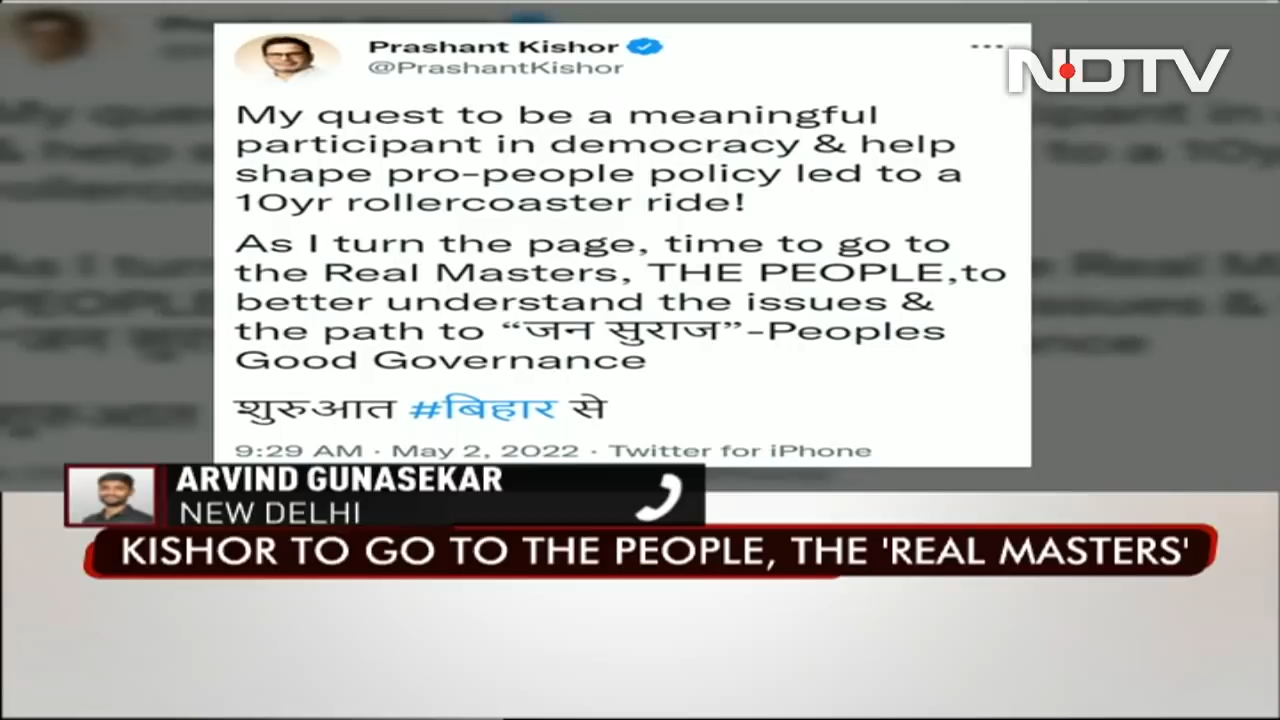 Prashant Kishor
@PrashantKishor
NDTV
My quest to be a meaningful
participant in democracy & help
shape pro-people policy led to a
10yr rollercoaster ride!
As I turn the page, time to go to
the Real Masters, THE PEOPLE,to
better understand the issues &
the path to “जन सुराज”-Peoples
Good Governance
शुरुआत #बिहार से
9:29 AM · May 2, 2022 · Twitter for iPhone
ARVIND GUNASEKAR
NEW DELHI
KISHOR TO GO TO THE PEOPLE, THE 'REAL MASTERS'